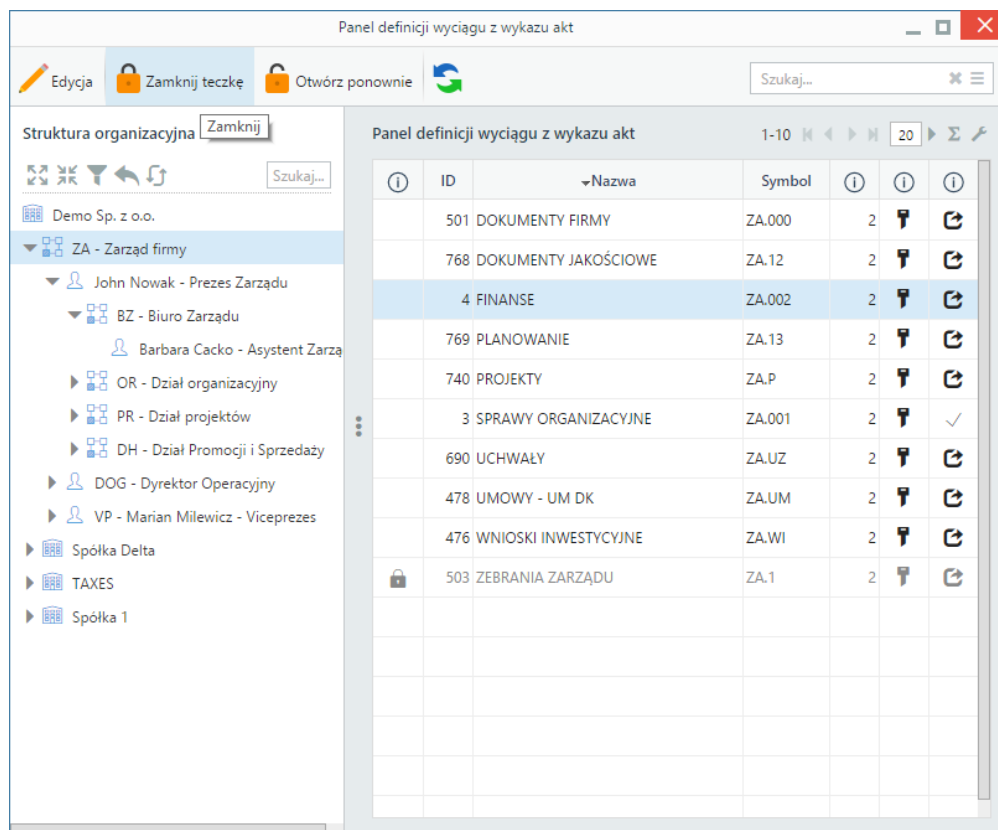 Panel definicji wyciągu z wykazu akt
Edycja Zamknij teczkę Otwórz ponownie Szukaj...
Zamknij
Struktura organizacyjna
Szukaj...
Demo Sp. z o.o.
ZA - Zarząd firmy
John Nowak - Prezes Zarządu
BZ - Biuro Zarządu
Barbara Cacko - Asystent Zarzą
OR - Dział organizacyjny
PR - Dział projektów
DH - Dział Promocji i Sprzedaży
DOG - Dyrektor Operacyjny
VP - Marian Milewicz - Viceprezes
Spółka Delta
TAXES
Spółka 1
Panel definicji wyciągu z wykazu akt 1-10 20 Σ
ID Nazwa Symbol
501 DOKUMENTY FIRMY ZA.000 2
768 DOKUMENTY JAKOŚCIOWE ZA.12 2
4 FINANSE ZA.002 2
769 PLANOWANIE ZA.13 2
740 PROJEKTY ZA.P 2
3 SPRAWY ORGANIZACYJNE ZA.001 2
690 UCHWAŁY ZA.UZ 2
478 UMOWY - UM DK ZA.UM 2
476 WNIOSKI INWESTYCYJNE ZA.WI 2
503 ZEBRANIA ZARZĄDU ZA.1 2